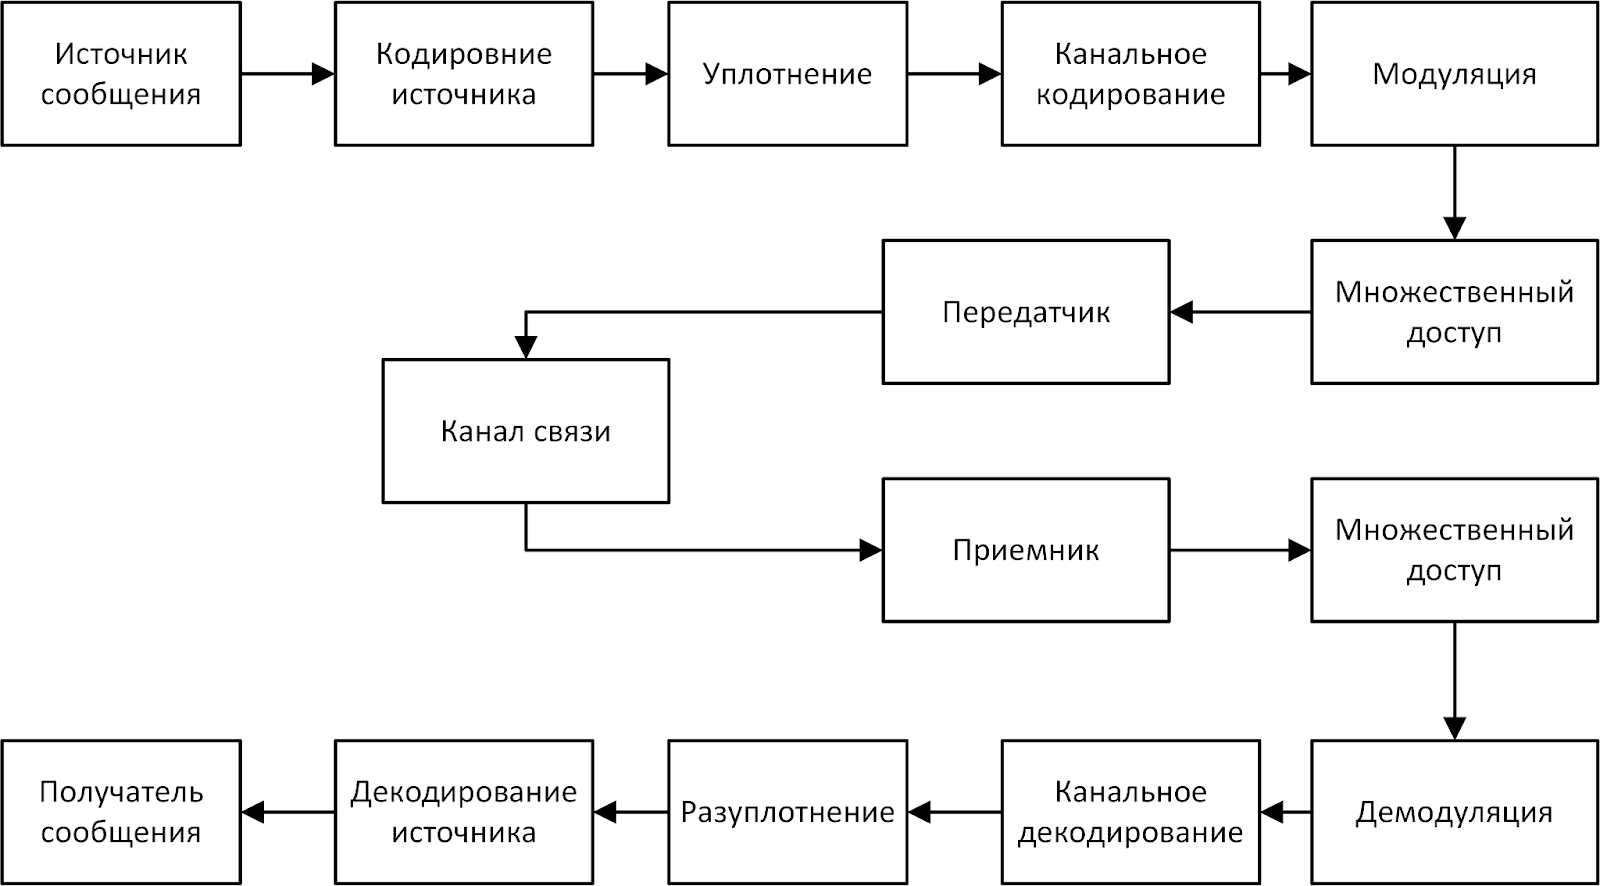 Источник
сообщения
Кодировние
источника
Уплотнение
Канальное
кодирование
Модуляция
Множественный
доступ
Передатчик
Канал связи
Приемник
Множественный
доступ
Демодуляция
Канальное
декодирование
Разуплотнение
Декодирование
источника
Получатель
сообщения